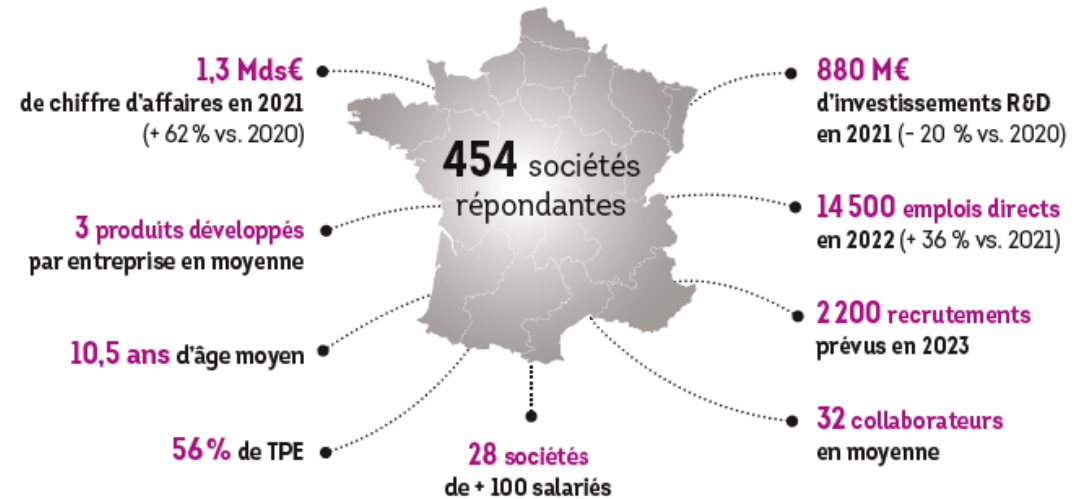 1,3 Mds€
de chiffre d'affaires en 2021
(+ 62 % vs. 2020)
3 produits développés
par entreprise en moyenne
10,5 ans d'âge moyen
56 % de TPE
454 sociétés
répondantes
28 sociétés
de + 100 salariés
880 M€
d'investissements R&D
en 2021 (- 20 % vs. 2020)
14 500 emplois directs
en 2022 (+ 36 % vs. 2021)
2 200 recrutements
prévus en 2023
32 collaborateurs
en moyenne